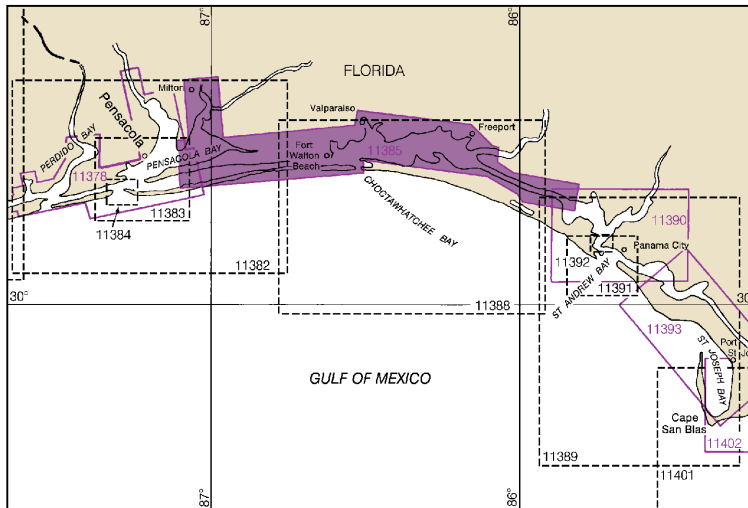 87°
86°
FLORIDA
Milton
Pensacola
Valparaiso
Freeport
PERDIDO BAY
PENSACOLA BAY
Fort
Walton
Beach
11385
11378
CHOCTAWHATCHEE BAY
11383
11384
11390
11382
11392
Panama City
11391
30°
30°
11388
ST ANDREW BAY
11393
Port
St Jo
ST JOSEPH BAY
GULF OF MEXICO
Cape
San Blas
11402
11389
11401
87°
86°